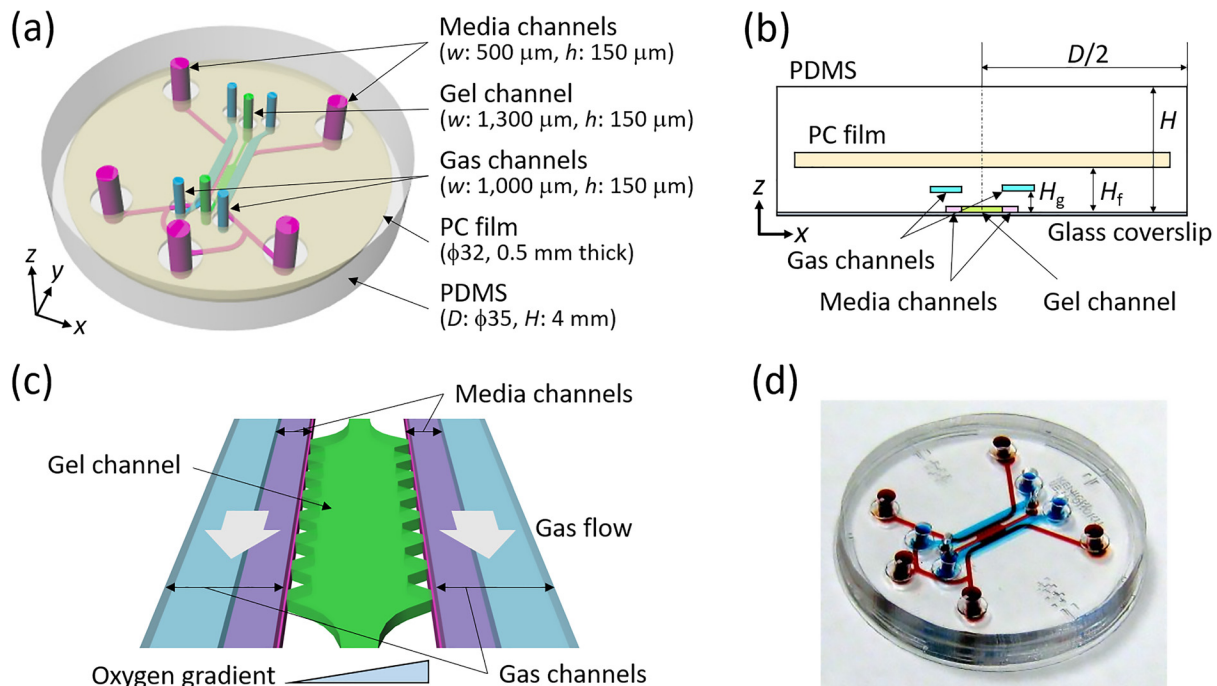 (a)
Media channels
(w: 500 μm, h: 150 μm)
Gel channel
(w: 1,300 μm, h: 150 μm)
Gas channels
(w: 1,000 μm, h: 150 μm)
PC film
(ϕ32, 0.5 mm thick)
PDMS
(D: ϕ35, H: 4 mm)
z
y
x
(b)
D/2
PDMS
H
PC film
z
Hg
Hf
x
Glass coverslip
Gas channels
Media channels
Gel channel
(c)
Media channels
Gel channel
Gas flow
Oxygen gradient
Gas channels
(d)